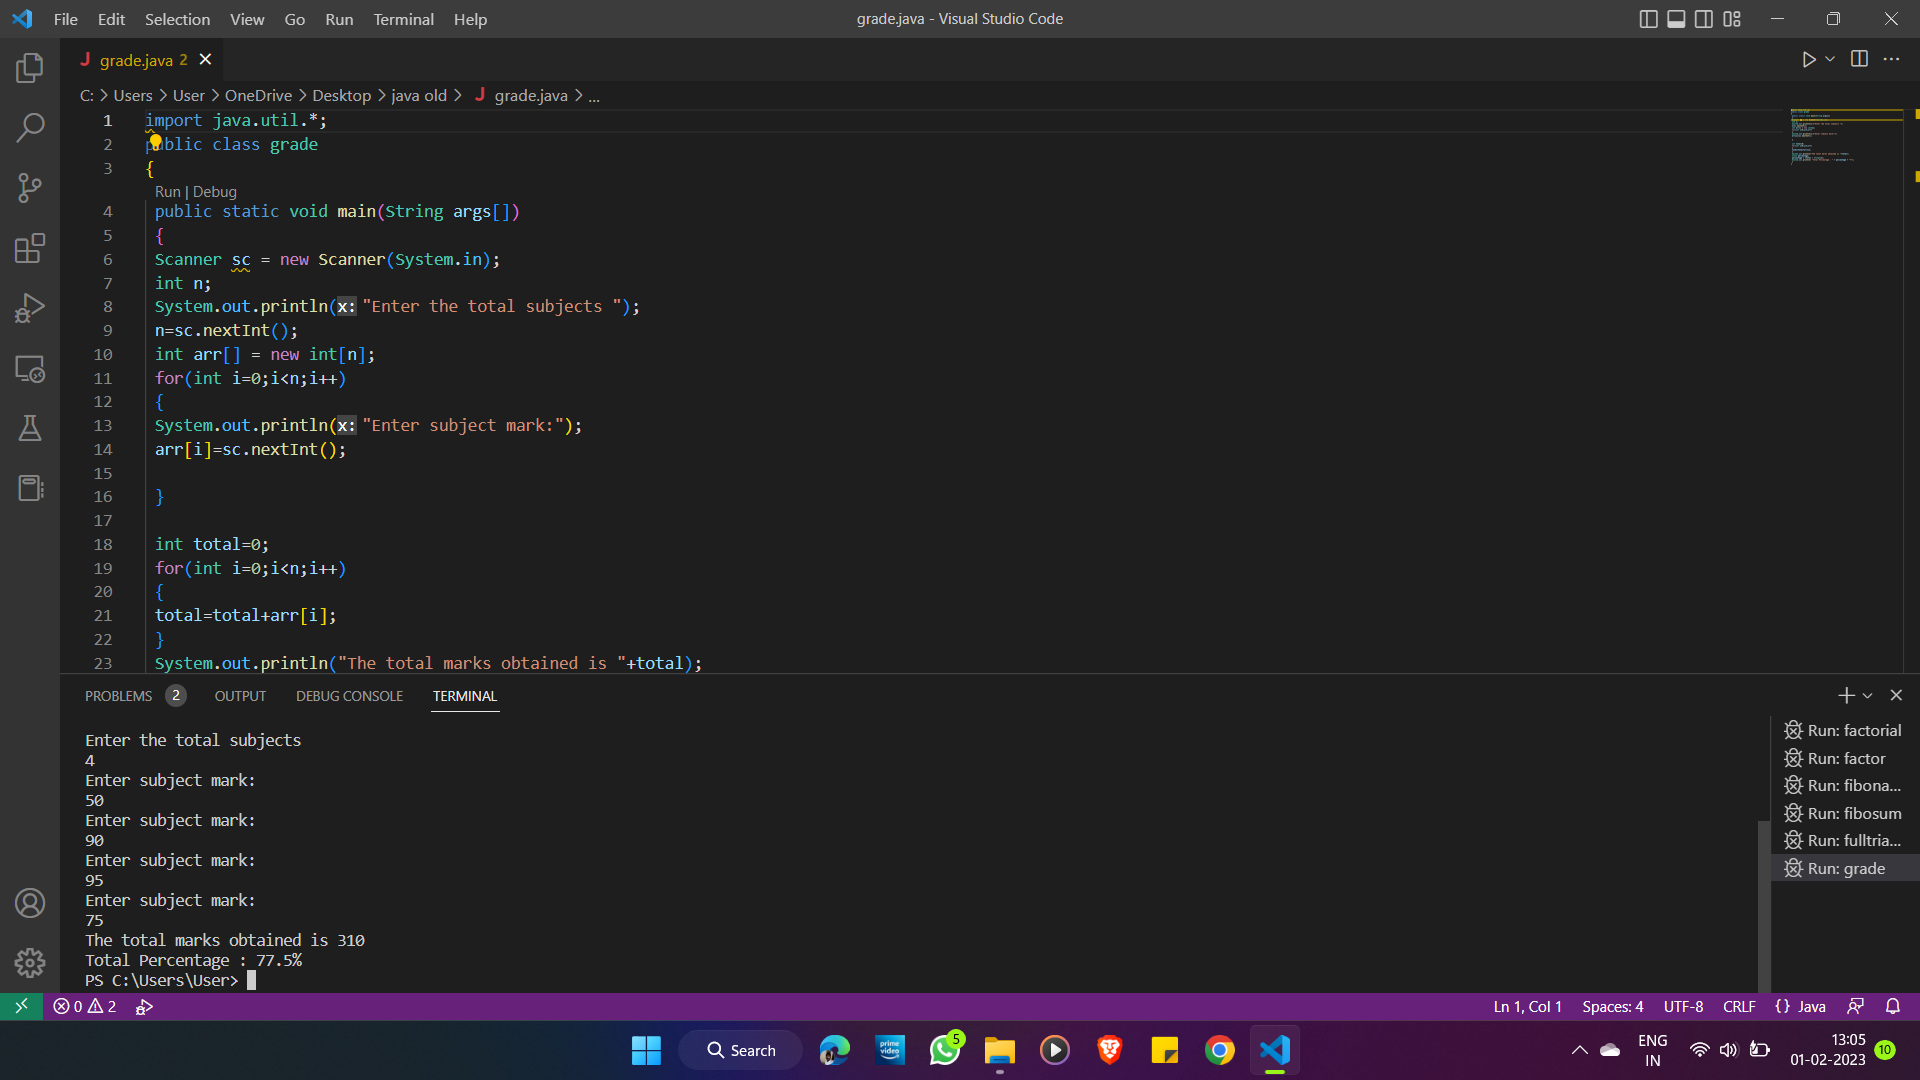 File Edit Selection View Go Run Terminal Help
grade.java - Visual Studio Code
J grade.java 2
C: > Users > User > OneDrive > Desktop > java old > J grade.java > ...
1 import java.util.*;
2 public class grade
3 {
Run | Debug
4 public static void main(String args[])
5 {
6 Scanner sc = new Scanner(System.in);
7 int n;
8 System.out.println(x: "Enter the total subjects ");
9 n=sc.nextInt();
10 int arr[] = new int[n];
11 for(int i=0;i<n;i++)
12 {
13 System.out.println(x: "Enter subject mark:");
14 arr[i]=sc.nextInt();
15
16 }
17
18 int total=0;
19 for(int i=0;i<n;i++)
20 {
21 total=total+arr[i];
22 }
23 System.out.println("The total marks obtained is "+total);
PROBLEMS 2 OUTPUT DEBUG CONSOLE TERMINAL
Enter the total subjects
4
Enter subject mark:
50
Enter subject mark:
90
Enter subject mark:
95
Enter subject mark:
75
The total marks obtained is 310
Total Percentage : 77.5%
PS C:\Users\User>
Run: factorial
Run: factor
Run: fibona...
Run: fibosum
Run: fulltria...
Run: grade
0 2
Ln 1, Col 1 Spaces: 4 UTF-8 CRLF {} Java
Search
prime video
5
ENG
IN
13:05
01-02-2023
10